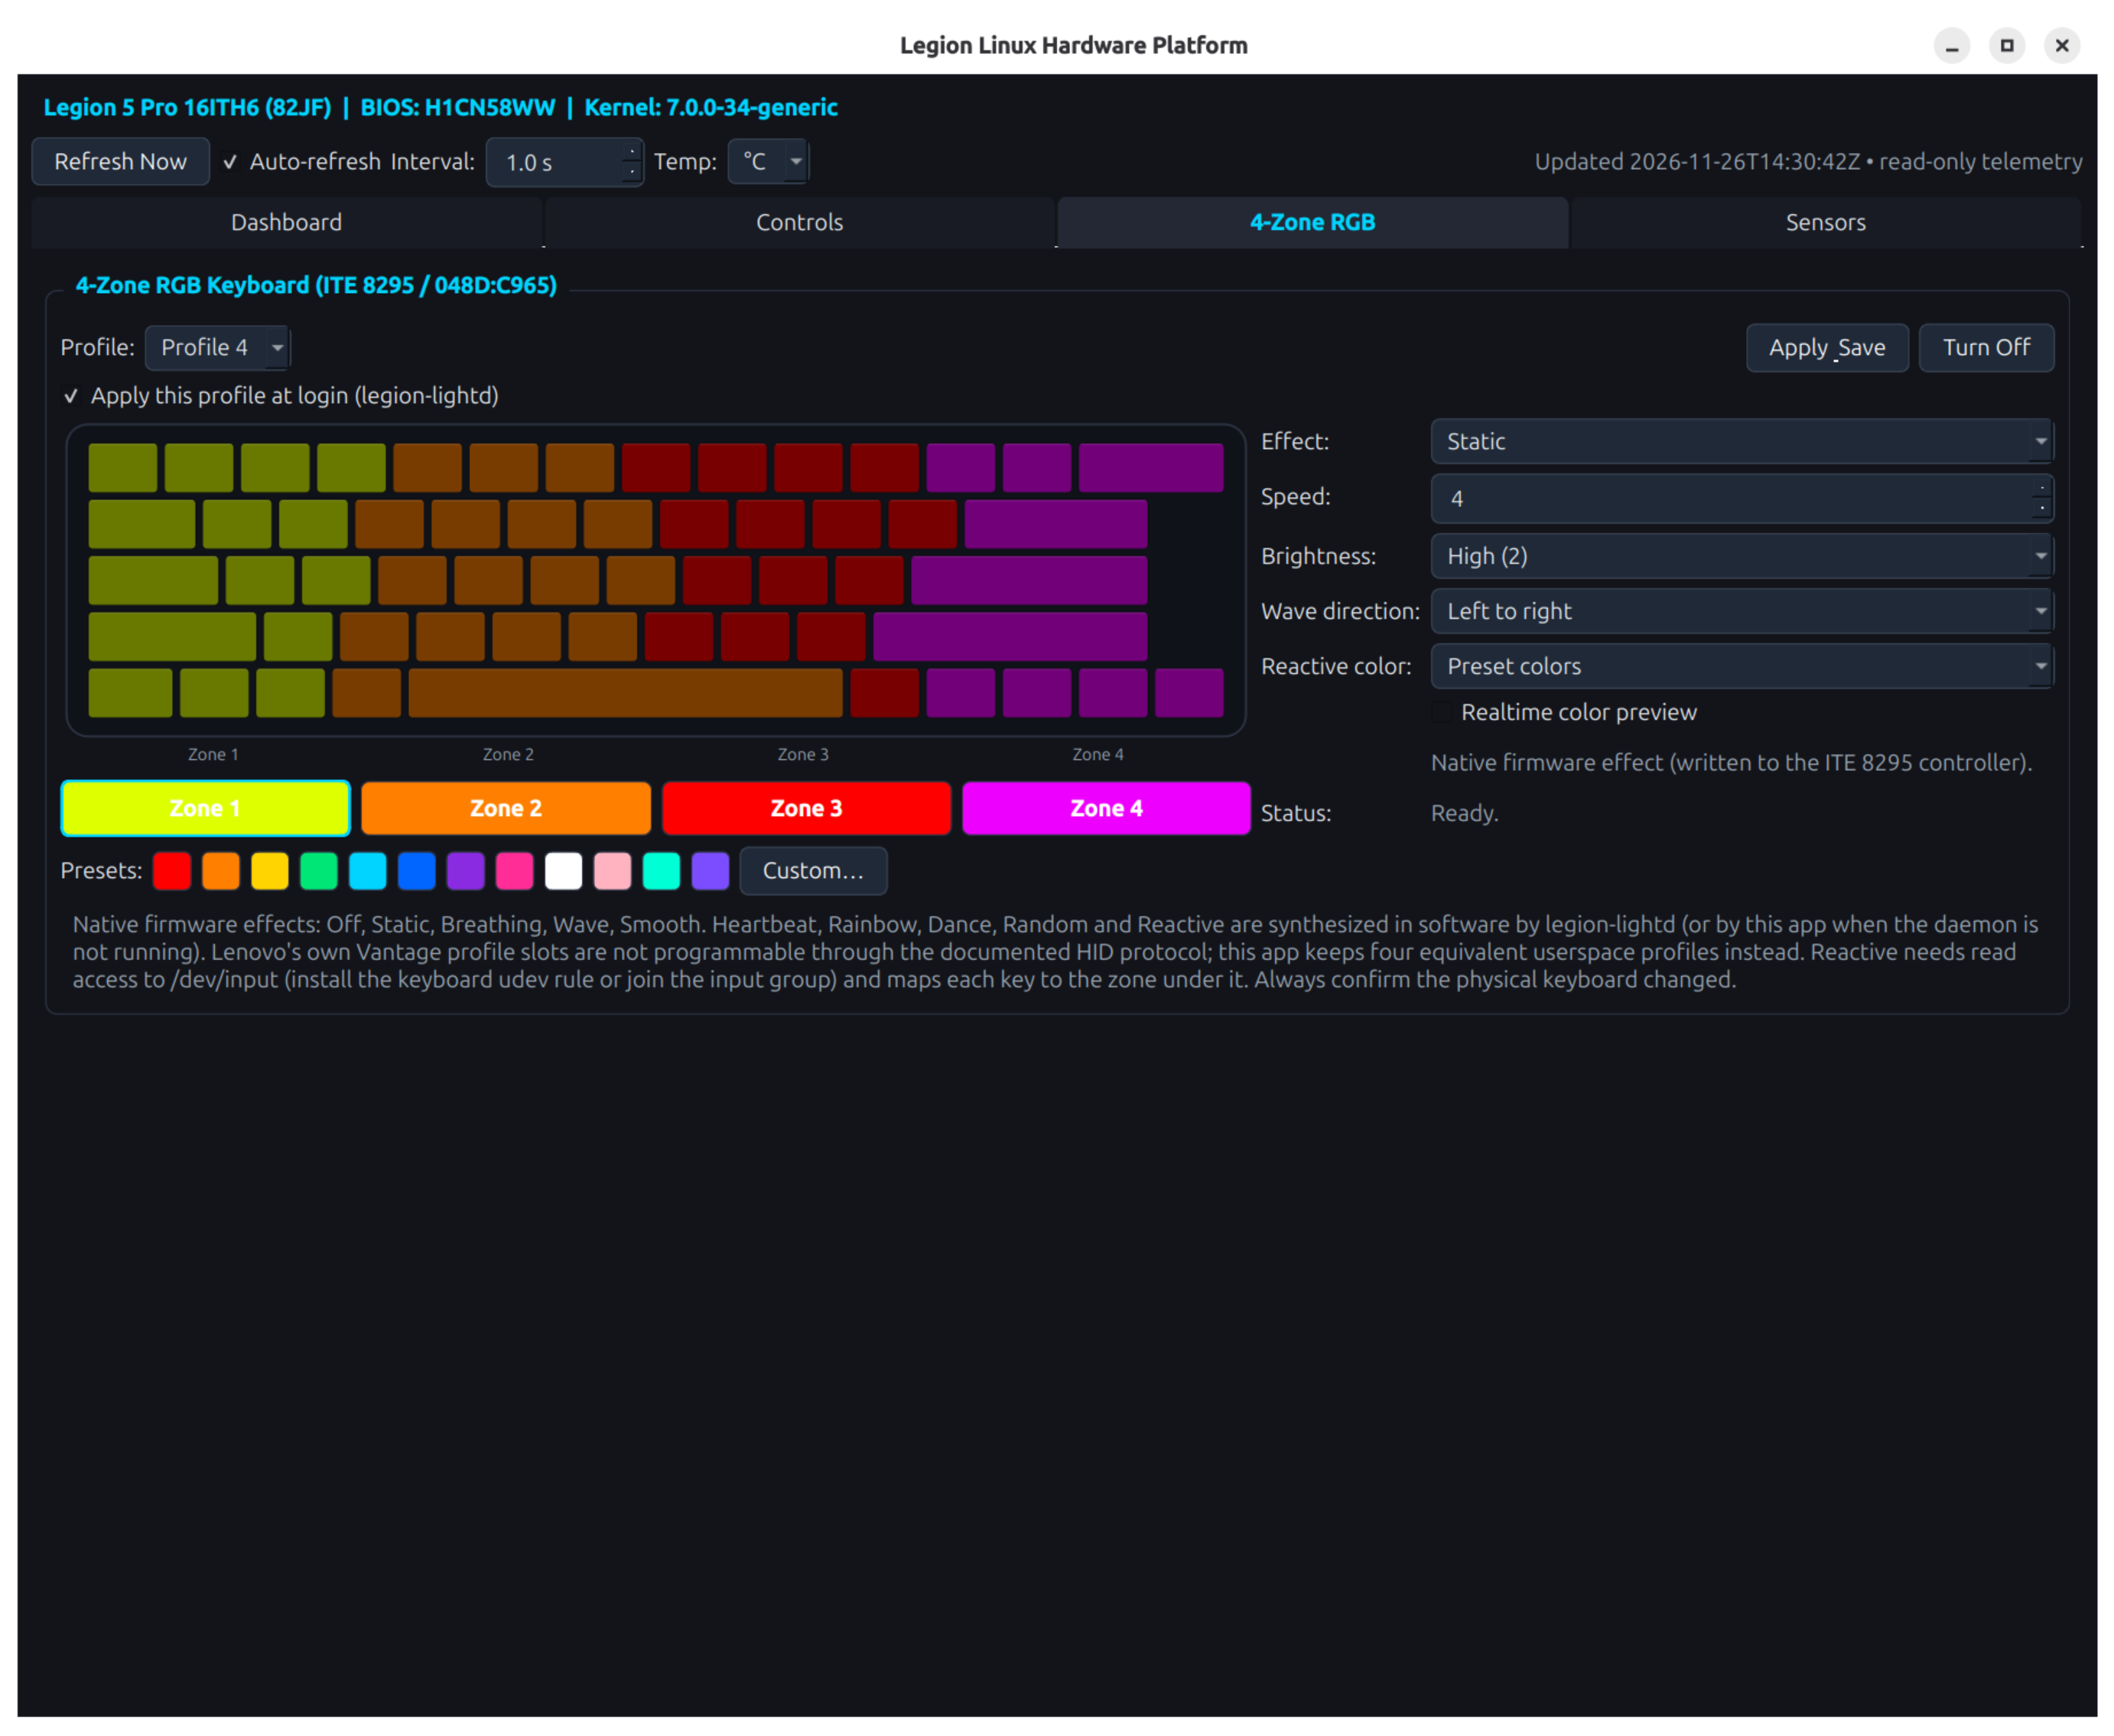 Legion Linux Hardware Platform
Legion 5 Pro 16ITH6 (82JF) | BIOS: H1CN58WW | Kernel: 7.0.0-34-generic
Refresh Now Auto-refresh Interval: 1.0 s Temp: °C Updated 2026-11-26T14:30:42Z • read-only telemetry
Dashboard Controls 4-Zone RGB Sensors
4-Zone RGB Keyboard (ITE 8295 / 048D:C965)
Profile: Profile 4 Apply _Save Turn Off
Apply this profile at login (legion-lightd)
Effect: Static
Speed: 4
Brightness: High (2)
Wave direction: Left to right
Reactive color: Preset colors
Realtime color preview
Native firmware effect (written to the ITE 8295 controller).
Status: Ready.
Zone 1 Zone 2 Zone 3 Zone 4
Zone 1 Zone 2 Zone 3 Zone 4
Presets: Custom...
Native firmware effects: Off, Static, Breathing, Wave, Smooth. Heartbeat, Rainbow, Dance, Random and Reactive are synthesized in software by legion-lightd (or by this app when the daemon is
not running). Lenovo's own Vantage profile slots are not programmable through the documented HID protocol; this app keeps four equivalent userspace profiles instead. Reactive needs read
access to /dev/input (install the keyboard udev rule or join the input group) and maps each key to the zone under it. Always confirm the physical keyboard changed.